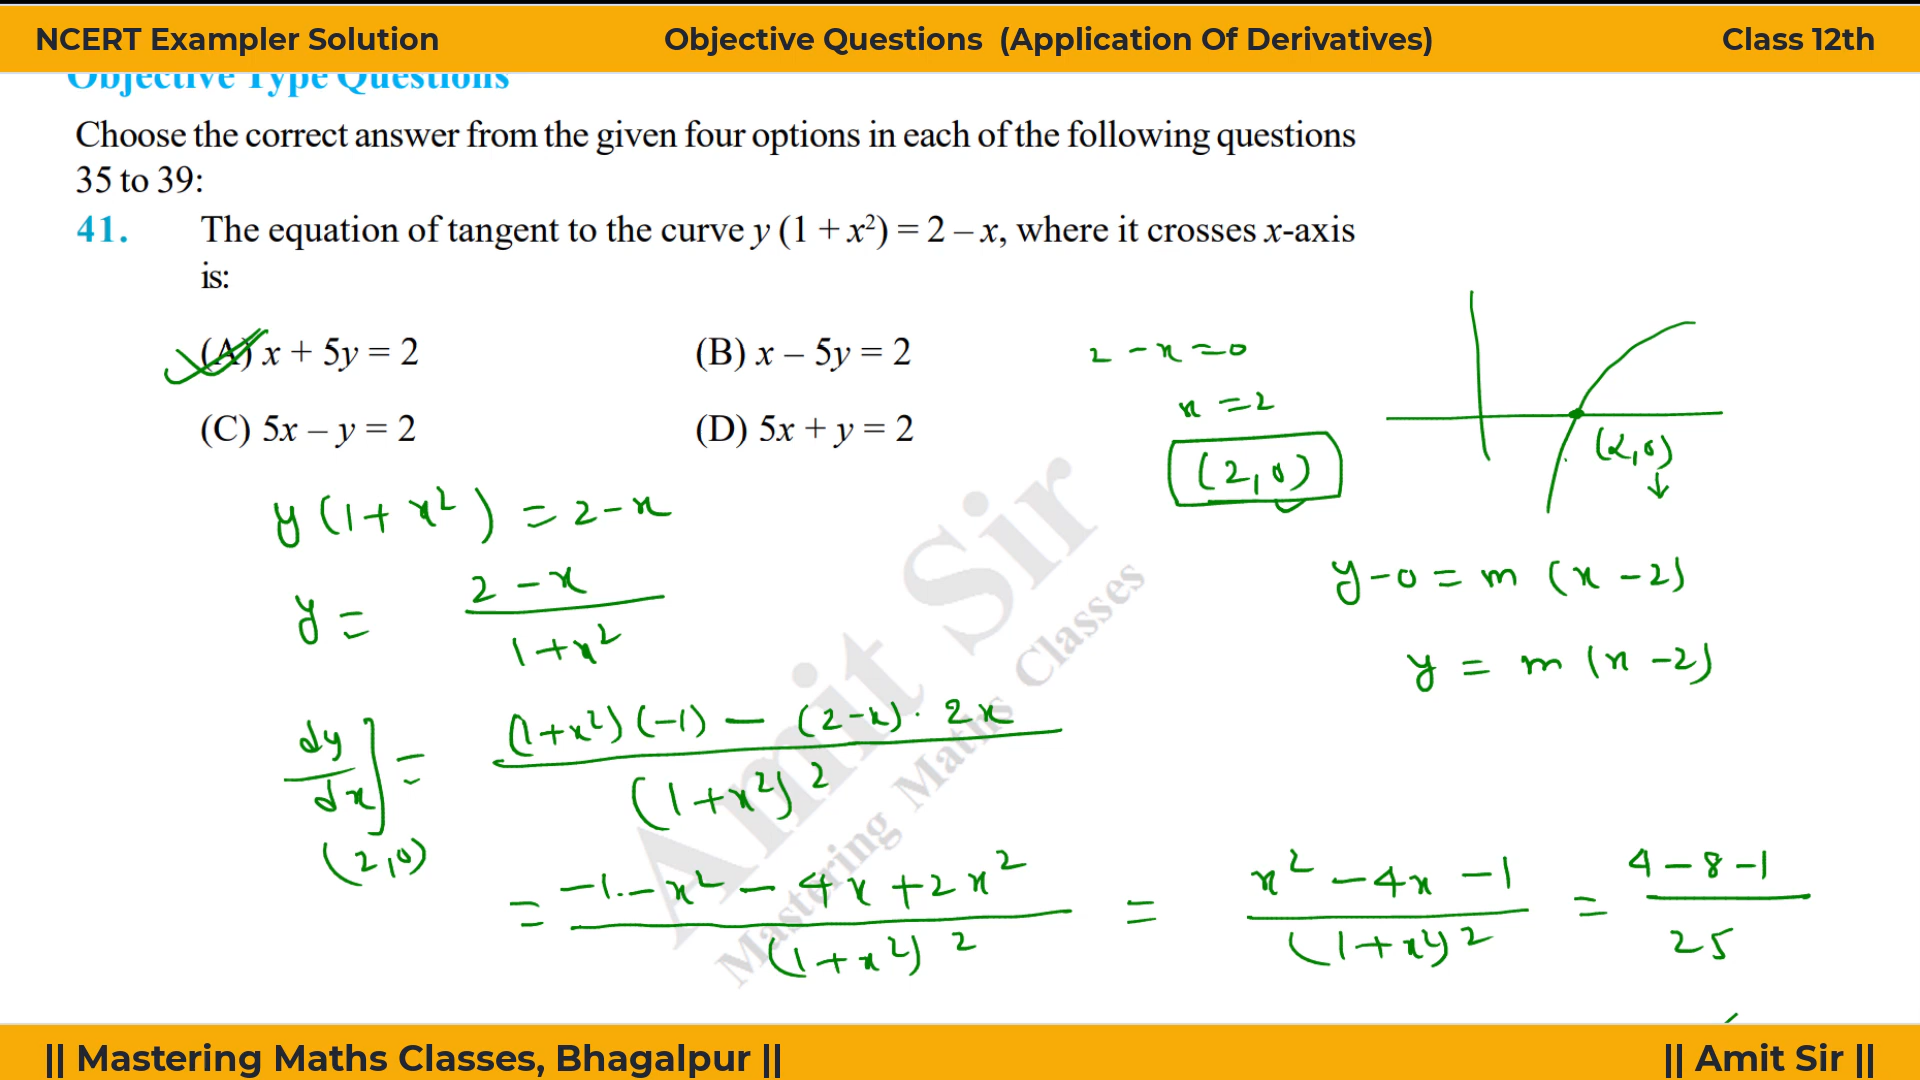 NCERT Exampler Solution Objective Questions (Application Of Derivatives) Class 12th
Objective Type Questions
Choose the correct answer from the given four options in each of the following questions
35 to 39:
41. The equation of tangent to the curve y (1 + x²) = 2 – x, where it crosses x-axis
is:
(A) x + 5y = 2 (B) x – 5y = 2
(C) 5x – y = 2 (D) 5x + y = 2
2 - x = 0
x = 2
(2, 0)
(2, 0)
y (1 + x²) = 2 - x
y = 2 - x / 1 + x²
y - 0 = m (x - 2)
y = m (x - 2)
dy/dx](2, 0) = (1 + x²) (-1) - (2 - x) · 2x / (1 + x²)²
= -1 - x² - 4x + 2x² / (1 + x²)² = x² - 4x - 1 / (1 + x²)² = 4 - 8 - 1 / 25
Amit Sir
Mastering Maths Classes
|| Mastering Maths Classes, Bhagalpur || || Amit Sir ||